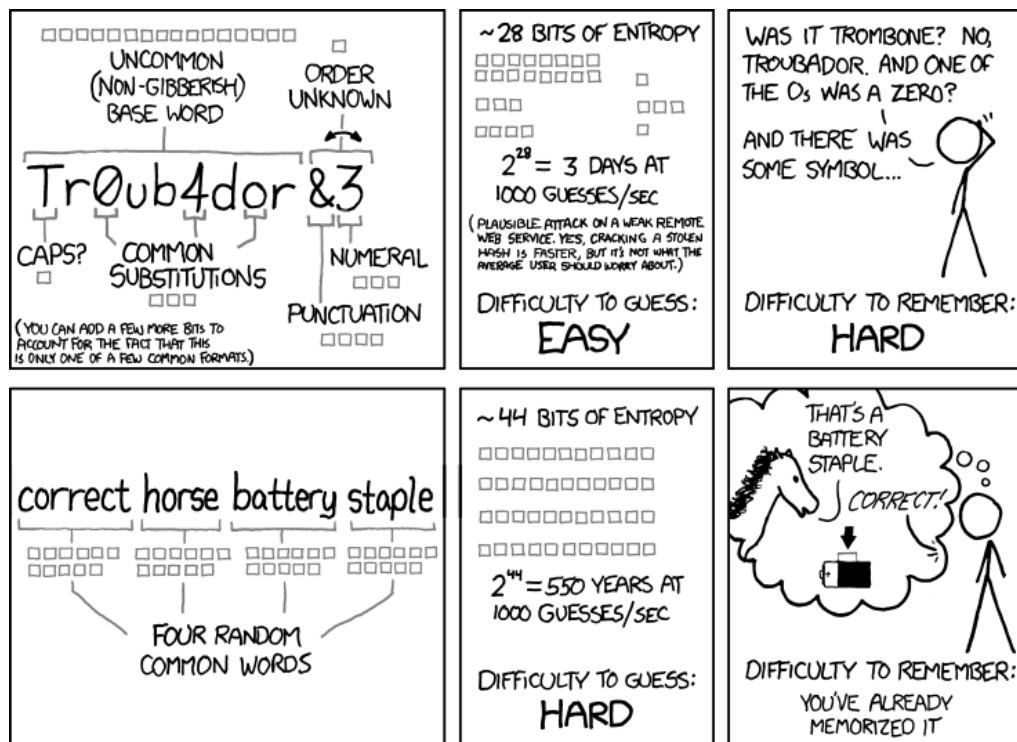 UNCOMMON
(NON-GIBBERISH)
BASE WORD
ORDER
UNKNOWN
Tr0ub4dor &3
CAPS?
COMMON
SUBSTITUTIONS
NUMERAL
PUNCTUATION
(YOU CAN ADD A FEW MORE BITS TO
ACCOUNT FOR THE FACT THAT THIS
IS ONLY ONE OF A FEW COMMON FORMATS.)
~28 BITS OF ENTROPY
2^28 = 3 DAYS AT
1000 GUESSES/SEC
(PLAUSIBLE ATTACK ON A WEAK REMOTE
WEB SERVICE. YES, CRACKING A STOLEN
HASH IS FASTER, BUT IT'S NOT WHAT THE
AVERAGE USER SHOULD WORRY ABOUT.)
DIFFICULTY TO GUESS:
EASY
WAS IT TROMBONE? NO,
TROUBADOR. AND ONE OF
THE Os WAS A ZERO?
AND THERE WAS
SOME SYMBOL...
DIFFICULTY TO REMEMBER:
HARD
correct horse battery staple
FOUR RANDOM
COMMON WORDS
~44 BITS OF ENTROPY
2^44 = 550 YEARS AT
1000 GUESSES/SEC
DIFFICULTY TO GUESS:
HARD
THAT'S A
BATTERY
STAPLE.
CORRECT!
DIFFICULTY TO REMEMBER:
YOU'VE ALREADY
MEMORIZED IT